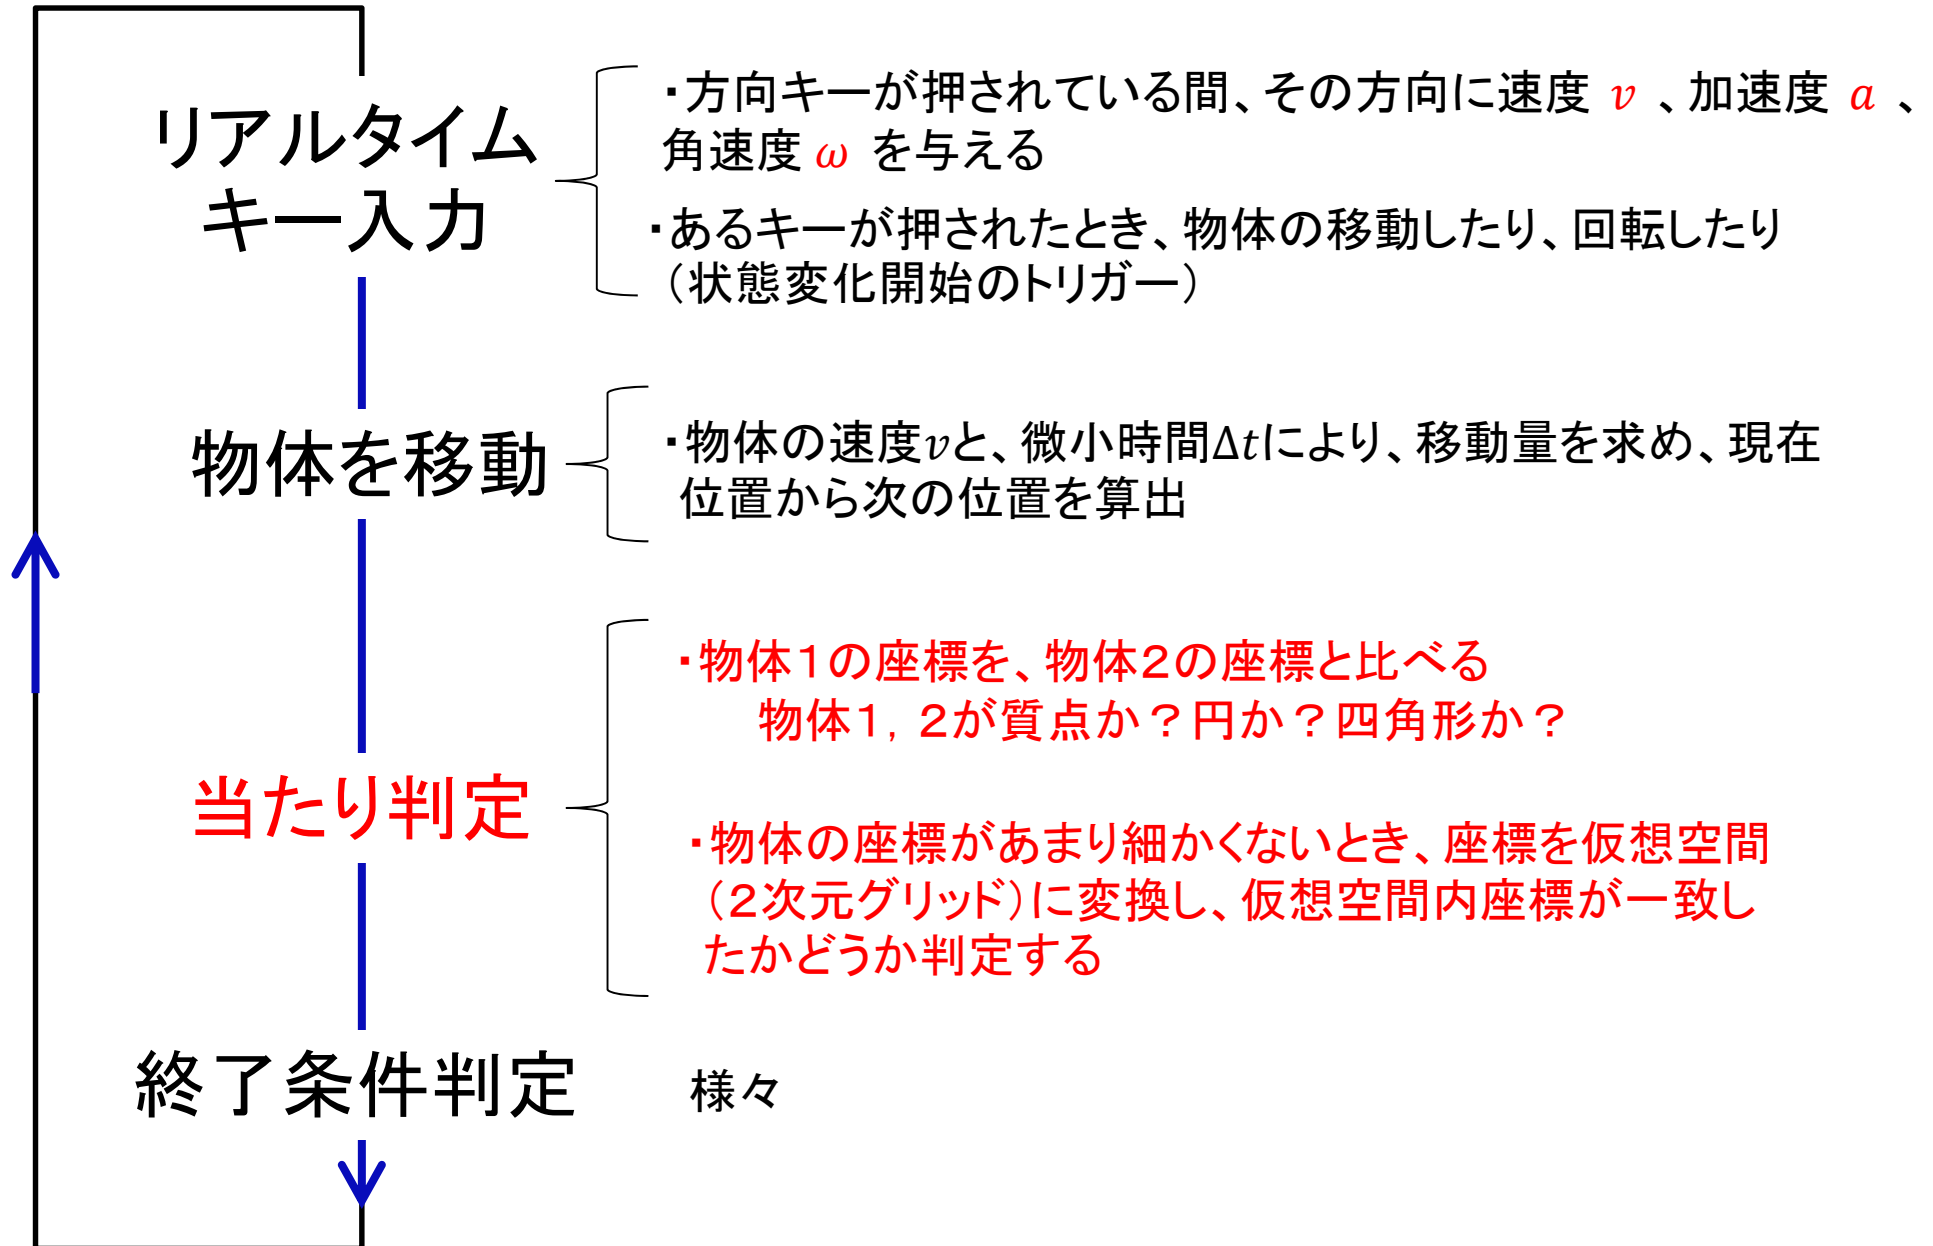 リアルタイム
キー入力
・方向キーが押されている間、その方向に速度 v 、加速度 a 、
角速度 ω を与える
・あるキーが押されたとき、物体の移動したり、回転したり
（状態変化開始のトリガー）
物体を移動
・物体の速度vと、微小時間Δtにより、移動量を求め、現在
位置から次の位置を算出
当たり判定
・物体１の座標を、物体２の座標と比べる
物体１，２が質点か？円か？四角形か？
・物体の座標があまり細かくないとき、座標を仮想空間
（２次元グリッド）に変換し、仮想空間内座標が一致し
たかどうか判定する
終了条件判定
様々